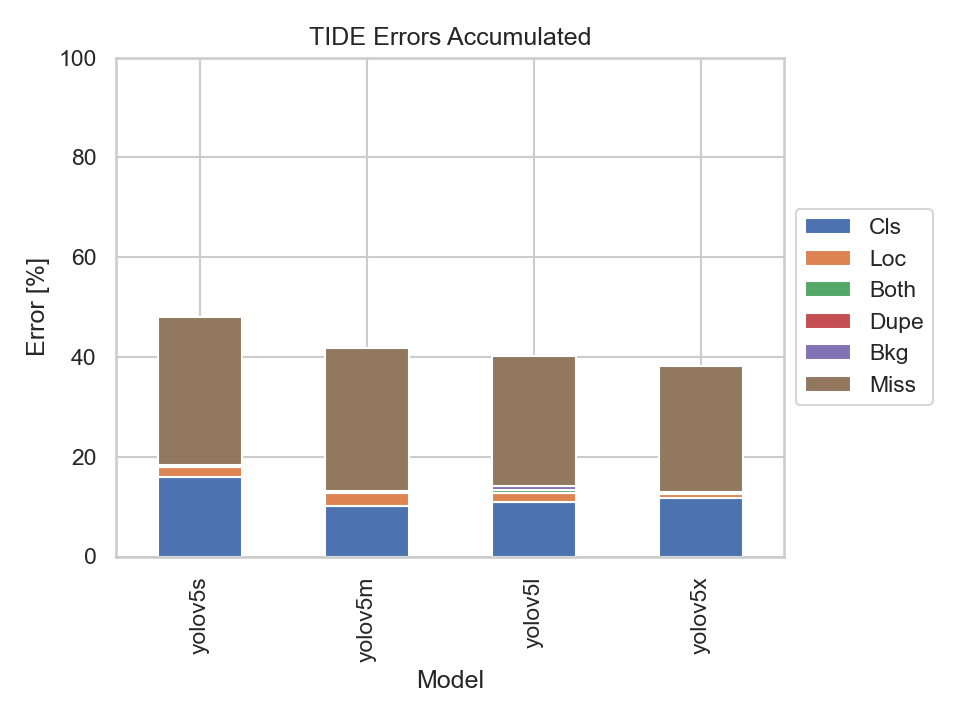 TIDE Errors Accumulated
100
80
60
40
20
0
Error [%]
yolov5s
yolov5m
yolov5l
yolov5x
Model
Cls
Loc
Both
Dupe
Bkg
Miss